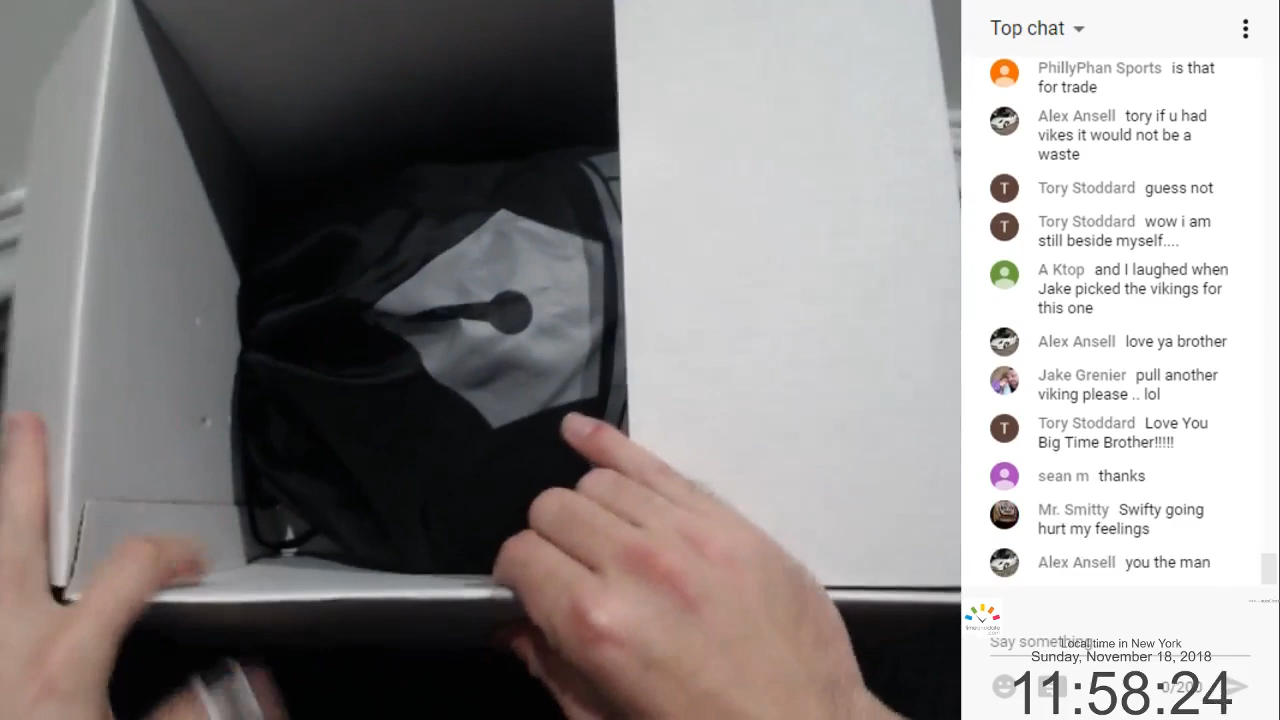 Top chat
PhillyPhan Sports is that
for trade
Alex Ansell tory if u had
vikes it would not be a
waste
Tory Stoddard guess not
Tory Stoddard wow i am
still beside myself....
A Ktop and I laughed when
Jake picked the vikings for
this one
Alex Ansell love ya brother
Jake Grenier pull another
viking please .. lol
Tory Stoddard Love You
Big Time Brother!!!!!
sean m thanks
Mr. Smitty Swifty going
hurt my feelings
Alex Ansell you the man
Say something...
Local time in New York
Sunday, November 18, 2018
11:58:24
0/200